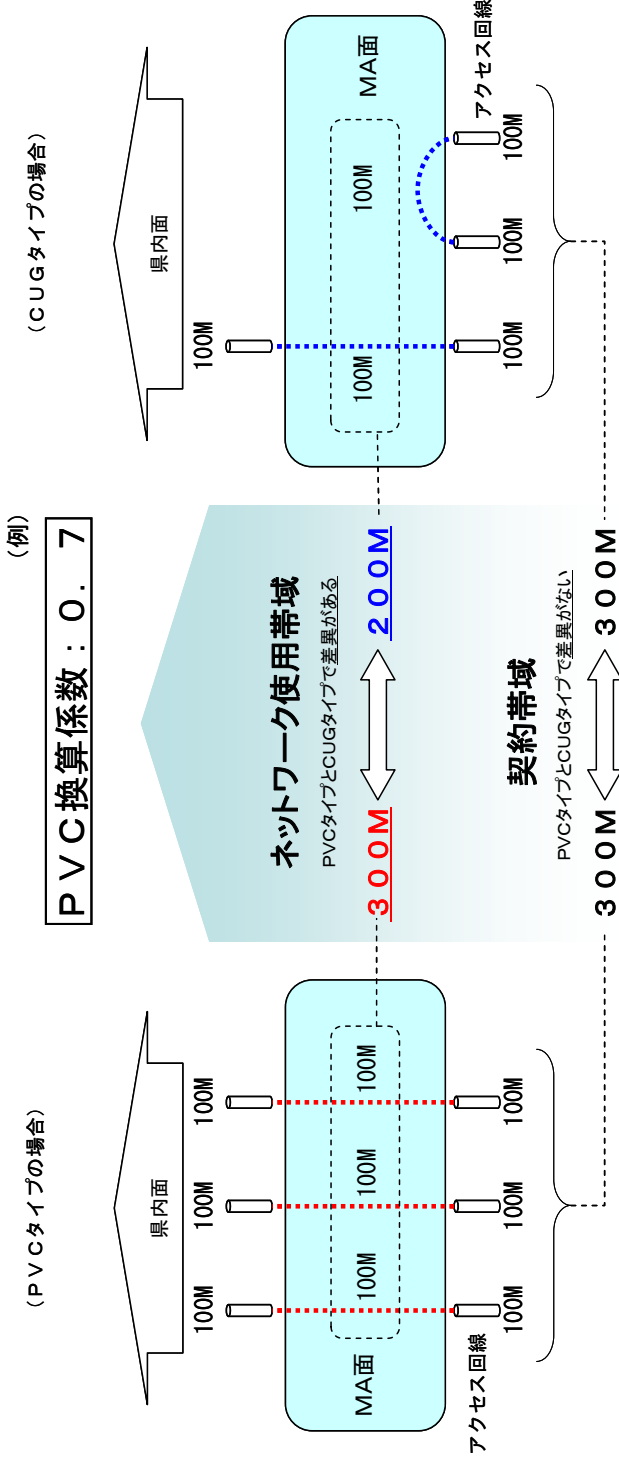 (例)
PVC換算係数:0.7
(PVCタイプの場合)
県内面
100M
100M
100M
MA面
100M
100M
100M
アクセス回線
100M
100M
100M
ネットワーク使用帯域
PVCタイプとCUGタイプで差異がある
300M
200M
契約帯域
PVCタイプとCUGタイプで差異がない
300M
300M
(CUGタイプの場合)
県内面
100M
MA面
100M
100M
アクセス回線
100M
100M
100M